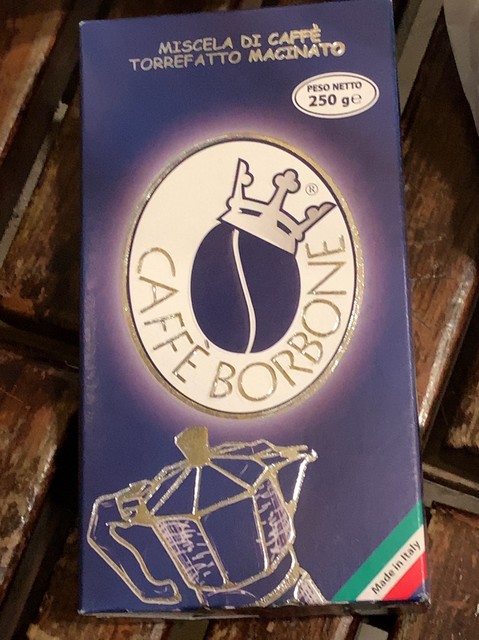 MISCELA DI CAFFÈ
TORREFATTO MACINATO
PESO NETTO
250 g℮
®
CAFFÈ BORBONE
Made in Italy